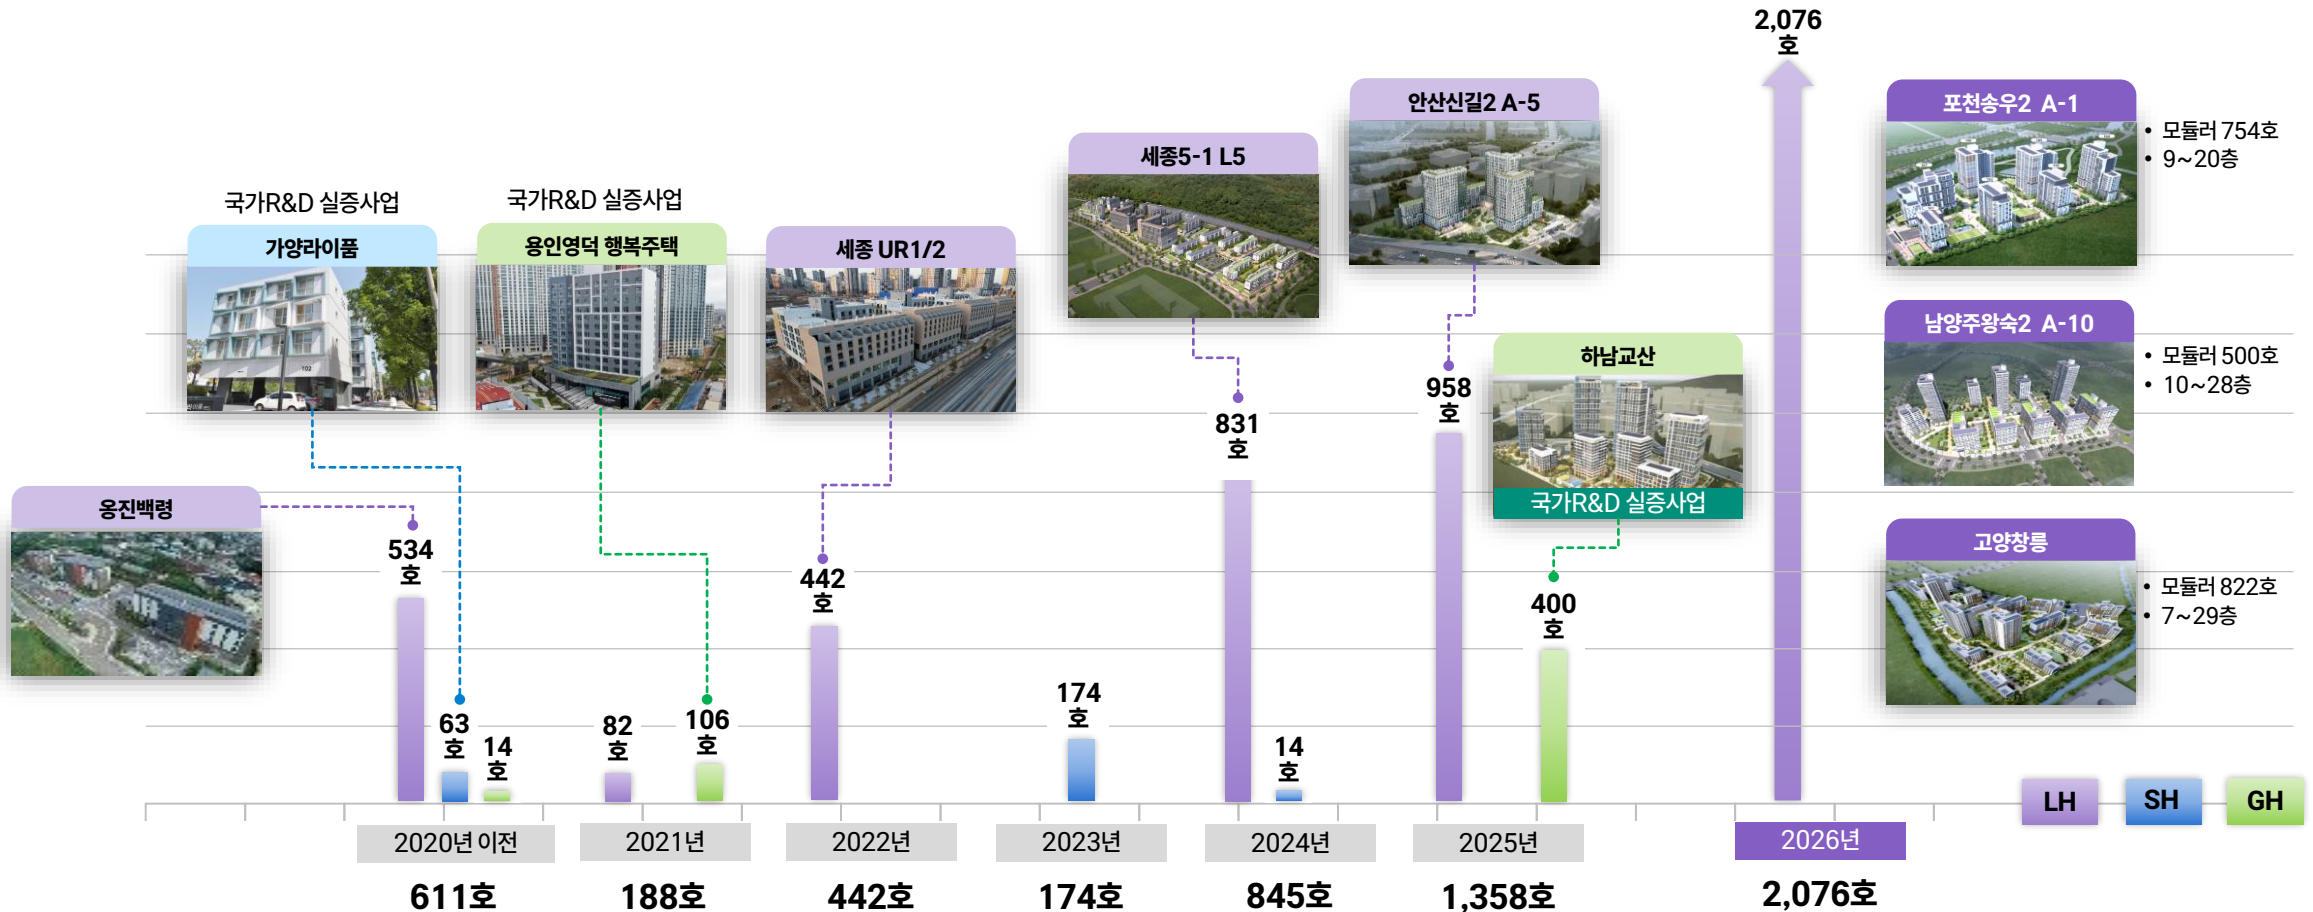 2,076
호
안산신길2 A-5
포천송우2 A-1
• 모듈러 754호
• 9~20층
세종5-1 L5
국가R&D 실증사업
국가R&D 실증사업
가양라이품
용인영덕 행복주택
세종 UR1/2
102
남양주왕숙2 A-10
• 모듈러 500호
• 10~28층
하남교산
국가R&D 실증사업
958
호
831
호
옹진백령
534
호
고양창릉
• 모듈러 822호
• 7~29층
442
호
400
호
63
호
14
호
82
호
106
호
174
호
14
호
LH
SH
GH
2020년 이전
2021년
2022년
2023년
2024년
2025년
2026년
611호
188호
442호
174호
845호
1,358호
2,076호